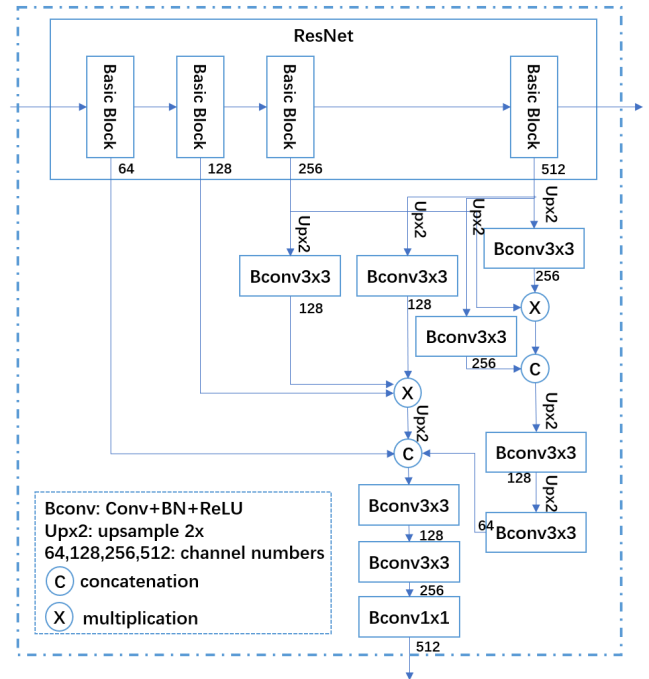 ResNet
Basic Block
Basic Block
Basic Block
Basic Block
64
128
256
512
Upx2
Upx2
Upx2
Upx2
Bconv3x3
Bconv3x3
Bconv3x3
256
128
128
X
Bconv3x3
256
C
X
Upx2
Upx2
C
Bconv3x3
128
Upx2
Bconv3x3
64
Bconv3x3
128
Bconv3x3
256
Bconv1x1
512
Bconv: Conv+BN+ReLU
Upx2: upsample 2x
64,128,256,512: channel numbers
C concatenation
X multiplication